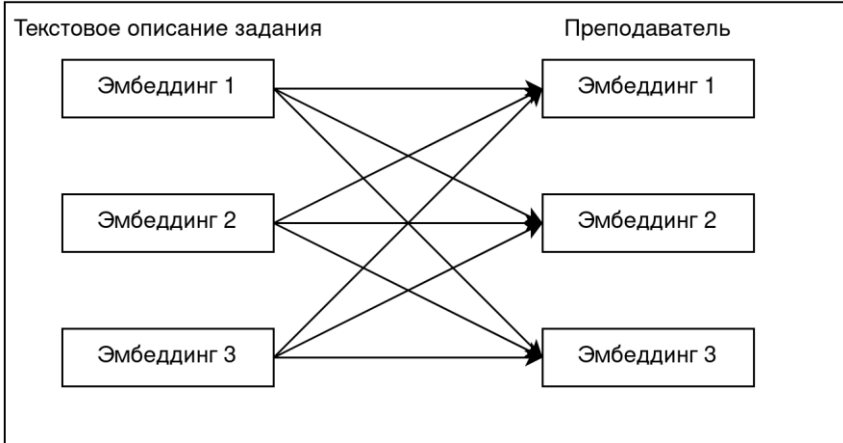 Текстовое описание задания
Преподаватель
Эмбеддинг 1
Эмбеддинг 1
Эмбеддинг 2
Эмбеддинг 2
Эмбеддинг 3
Эмбеддинг 3